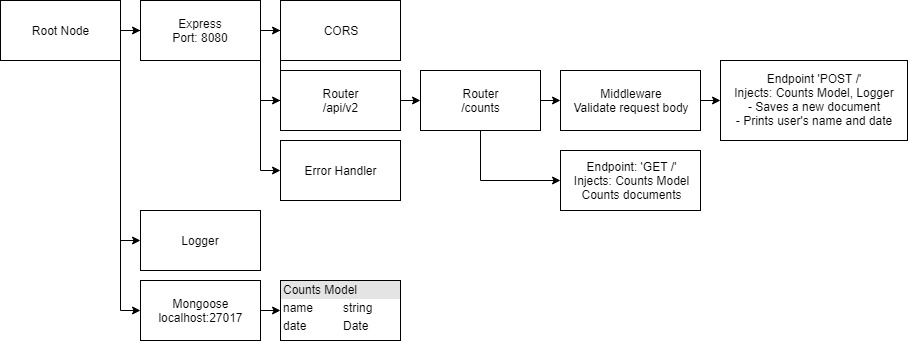 Root Node
Express
Port: 8080
CORS
Router
/api/v2
Router
/counts
Middleware
Validate request body
Endpoint 'POST /'
Injects: Counts Model, Logger
- Saves a new document
- Prints user's name and date
Error Handler
Endpoint: 'GET /'
Injects: Counts Model
Counts documents
Logger
Mongoose
localhost:27017
Counts Model
name string
date Date